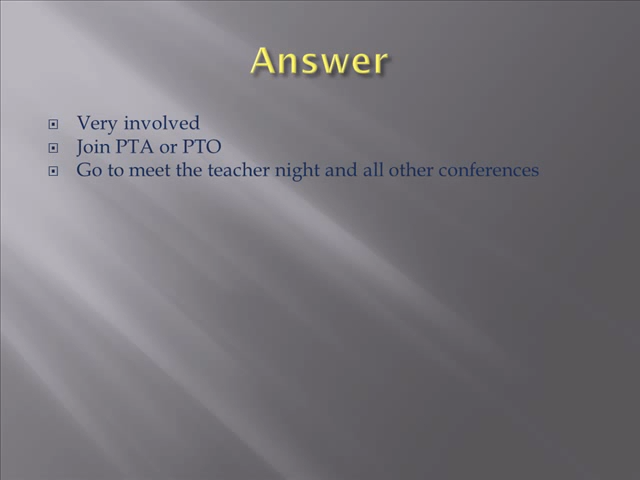 Answer
Very involved
Join PTA or PTO
Go to meet the teacher night and all other conferences